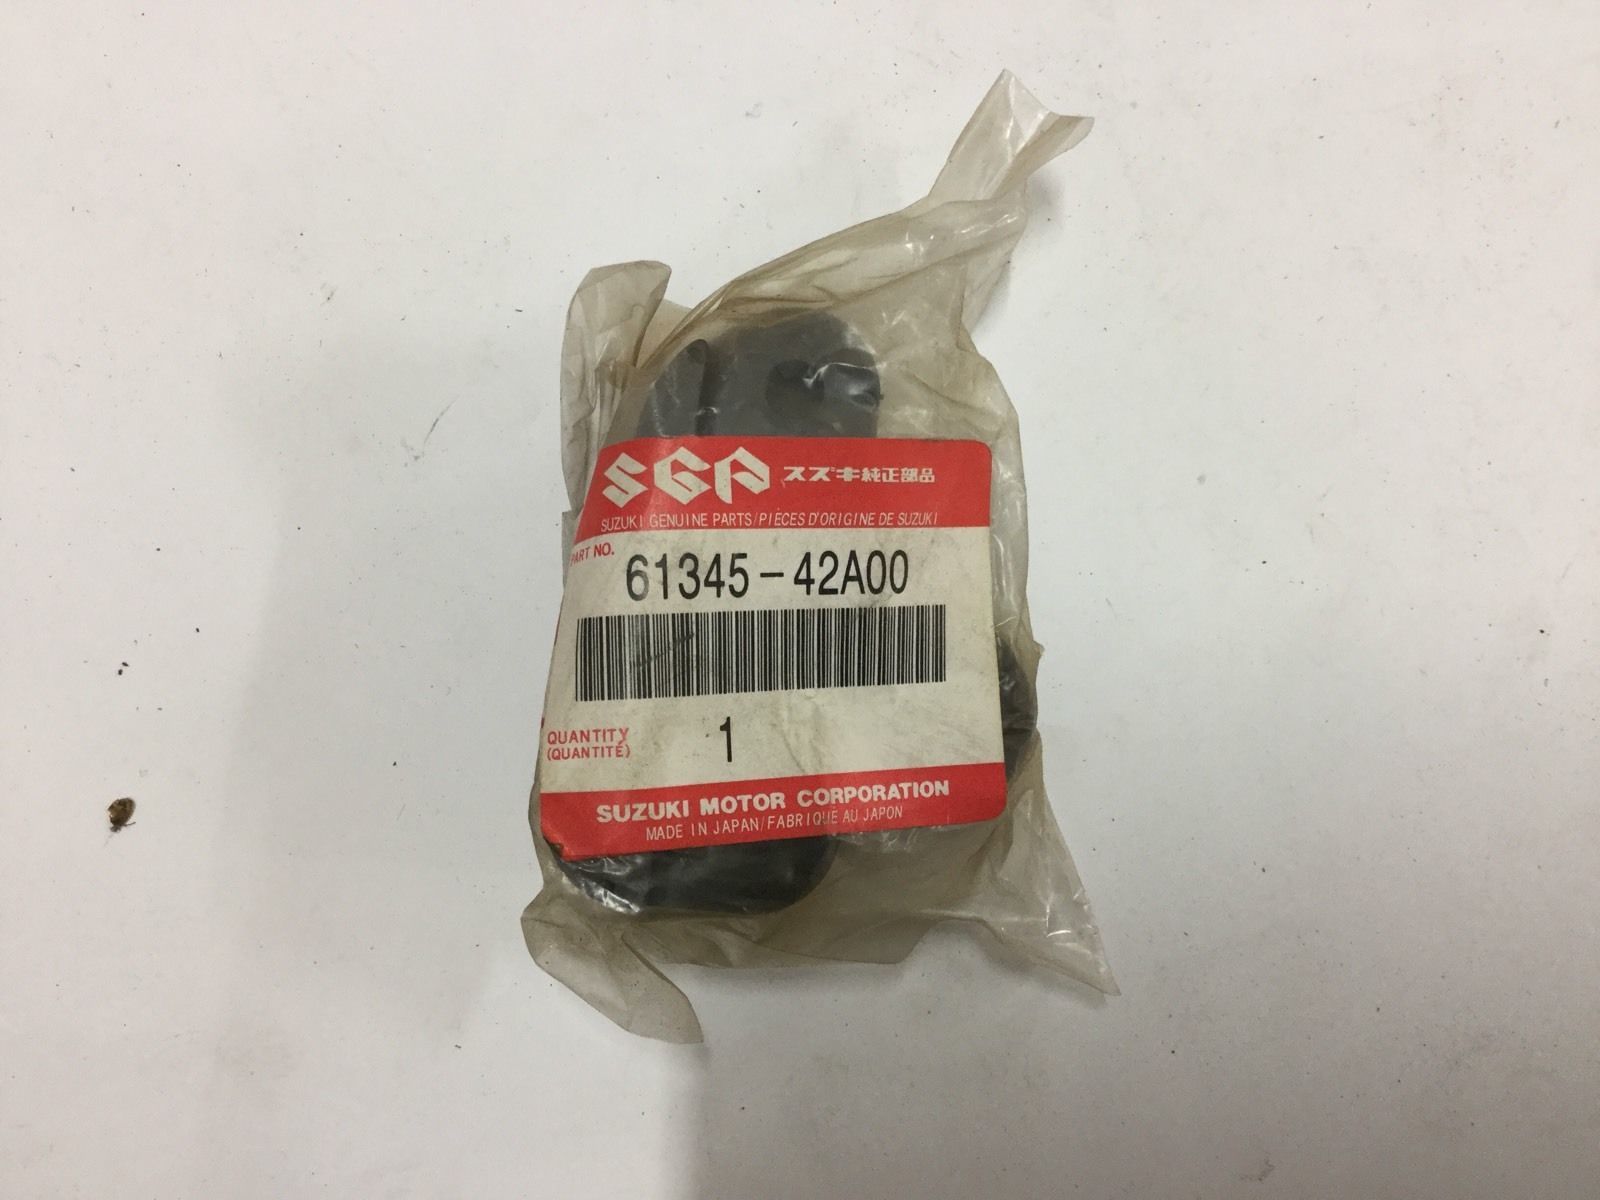 SGP スズキ純正部品
SUZUKI GENUINE PARTS/PIÈCES D'ORIGINE DE SUZUKI
PART NO.
61345-42A00
QUANTITY 1
(QUANTITÉ)
SUZUKI MOTOR CORPORATION
MADE IN JAPAN/FABRIQUÉ AU JAPON